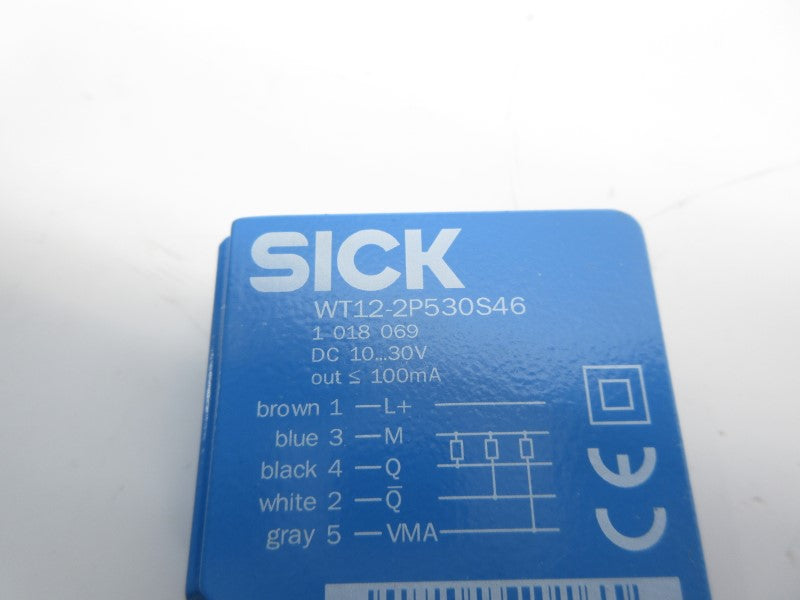 SICK
WT12-2P530S46
1 018 069
DC 10...30V
out ≤ 100mA
brown 1 —L+
blue 3 —M
black 4 —Q
white 2 —Q̅
gray 5 —VMA
CE